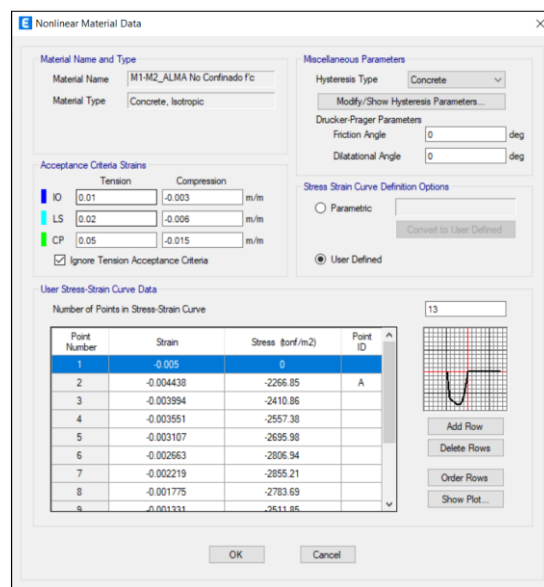 E Nonlinear Material Data
Material Name and Type
Material Name M1-M2_ALMA No Confinado f'c
Material Type Concrete, Isotropic
Miscellaneous Parameters
Hysteresis Type Concrete
Modify/Show Hysteresis Parameters...
Drucker-Prager Parameters
Friction Angle 0 deg
Dilatational Angle 0 deg
Acceptance Criteria Strains
Tension Compression
IO 0.01 -0.003 m/m
LS 0.02 -0.006 m/m
CP 0.05 -0.015 m/m
Ignore Tension Acceptance Criteria
Stress Strain Curve Definition Options
Parametric
Convert to User Defined
User Defined
User Stress-Strain Curve Data
Number of Points in Stress-Strain Curve 13
Point Number Strain Stress (tonf/m2) Point ID
1 -0.005 0
2 -0.004438 -2266.85 A
3 -0.003994 -2410.86
4 -0.003551 -2557.38
5 -0.003107 -2695.98
6 -0.002663 -2806.94
7 -0.002219 -2855.21
8 -0.001775 -2783.69
9 -0.001331 -2511.85
Add Row
Delete Rows
Order Rows
Show Plot...
OK Cancel